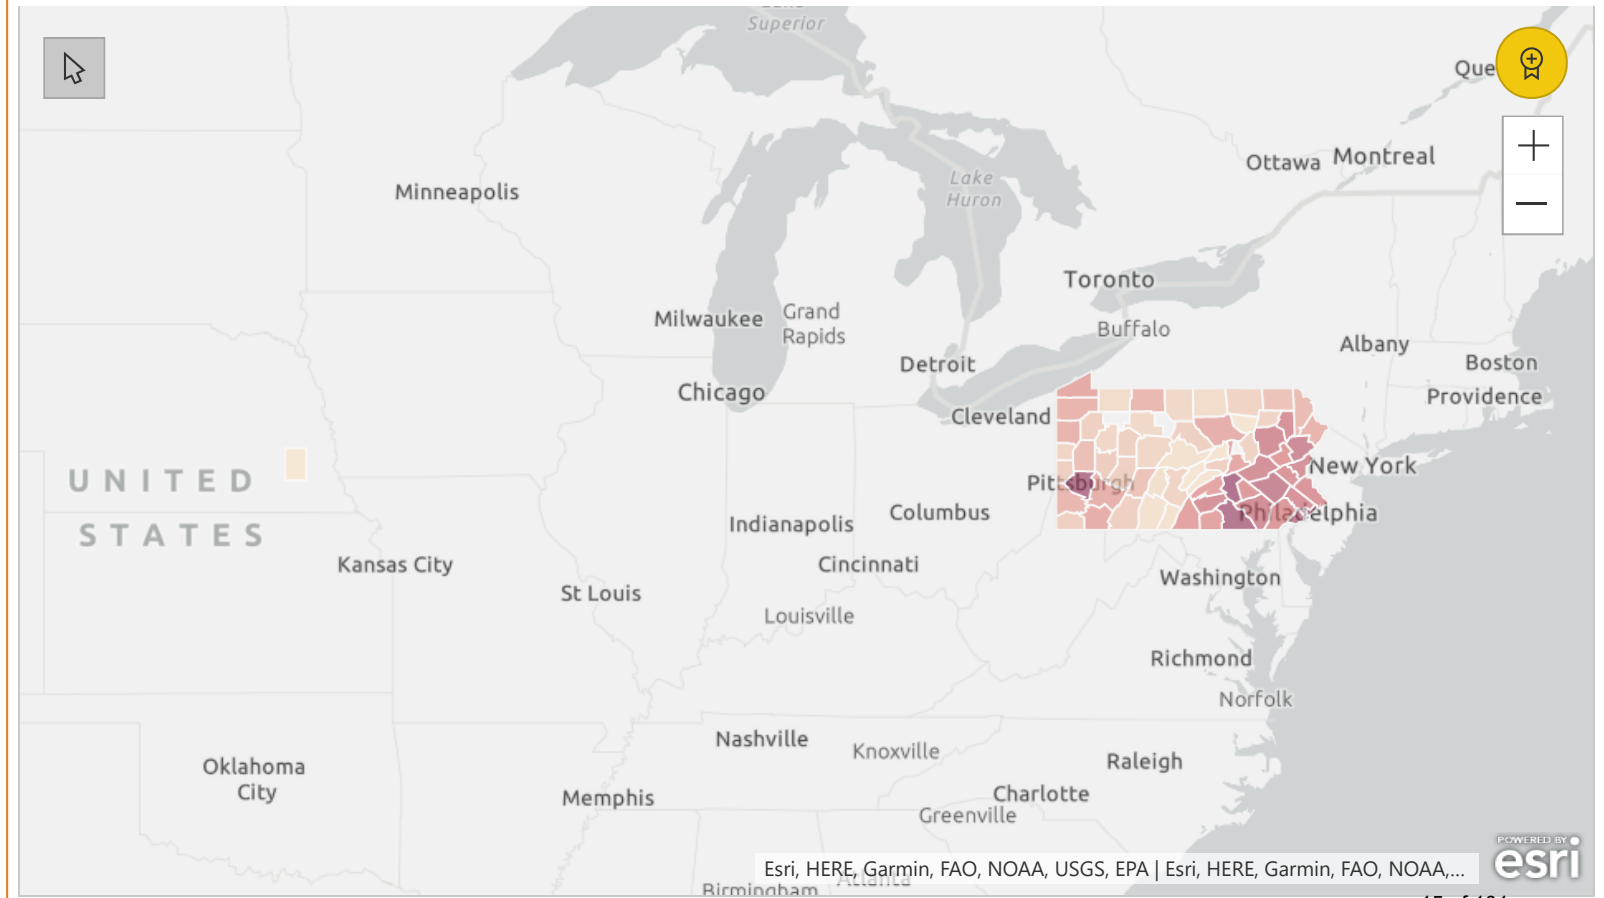 Superior
Que
Ottawa
Montreal
Minneapolis
Lake
Huron
Toronto
Milwaukee
Grand
Rapids
Buffalo
Albany
Detroit
Boston
Chicago
Providence
Cleveland
New York
UNITED
STATES
Pittsburgh
Columbus
Philadelphia
Indianapolis
Kansas City
Cincinnati
Washington
St Louis
Louisville
Richmond
Norfolk
Nashville
Knoxville
Raleigh
Oklahoma
City
Memphis
Charlotte
Greenville
Esri, HERE, Garmin, FAO, NOAA, USGS, EPA | Esri, HERE, Garmin, FAO, NOAA,...
POWERED BY
esri
Birmingham
Atlanta